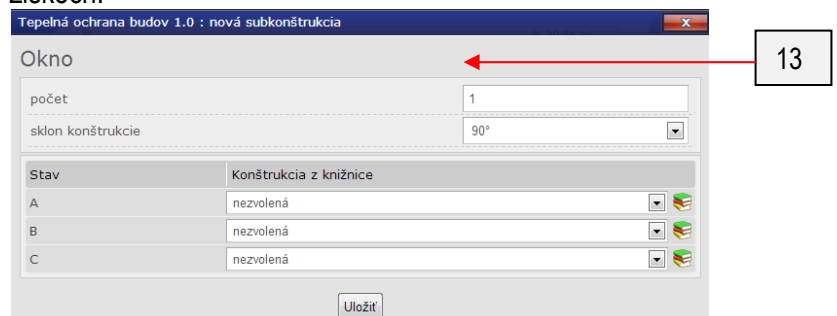 Tepelná ochrana budov 1.0 : nová subkonštrukcia
Okno
13
počet 1
sklon konštrukcie 90°
Stav Konštrukcia z knižnice
A nezvolená
B nezvolená
C nezvolená
Uložiť